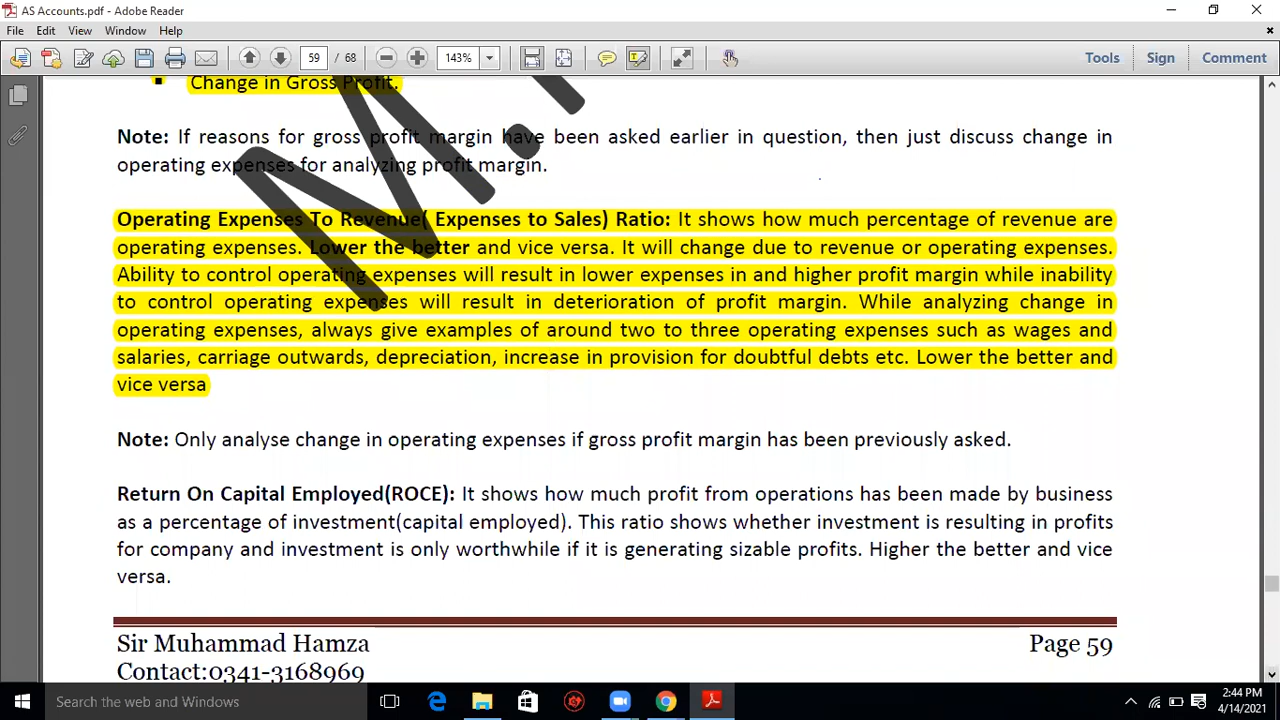 AS Accounts.pdf - Adobe Reader
File Edit View Window Help
59 / 68 143% Tools Sign Comment
Change in Gross Profit.
Note: If reasons for gross profit margin have been asked earlier in question, then just discuss change in
operating expenses for analyzing profit margin.
Operating Expenses To Revenue( Expenses to Sales) Ratio: It shows how much percentage of revenue are
operating expenses. Lower the better and vice versa. It will change due to revenue or operating expenses.
Ability to control operating expenses will result in lower expenses in and higher profit margin while inability
to control operating expenses will result in deterioration of profit margin. While analyzing change in
operating expenses, always give examples of around two to three operating expenses such as wages and
salaries, carriage outwards, depreciation, increase in provision for doubtful debts etc. Lower the better and
vice versa
Note: Only analyse change in operating expenses if gross profit margin has been previously asked.
Return On Capital Employed(ROCE): It shows how much profit from operations has been made by business
as a percentage of investment(capital employed). This ratio shows whether investment is resulting in profits
for company and investment is only worthwhile if it is generating sizable profits. Higher the better and vice
versa.
Sir Muhammad Hamza Page 59
Contact:0341-3168969
Search the web and Windows
2:44 PM
4/14/2021